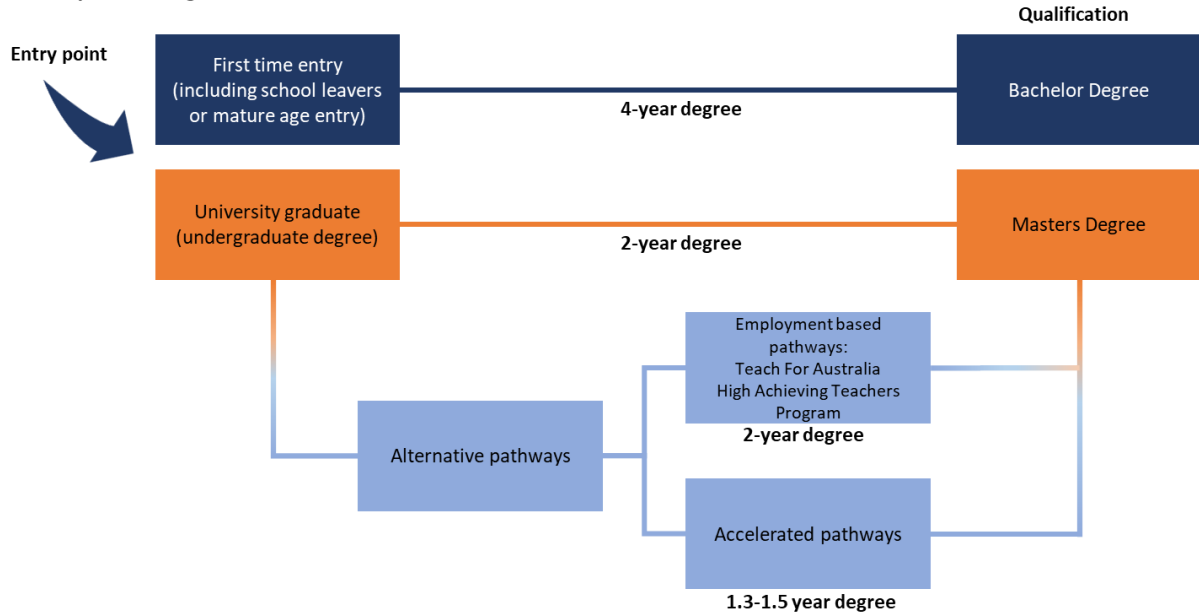 Qualification
Entry point
First time entry
(including school leavers
or mature age entry)
4-year degree
Bachelor Degree
University graduate
(undergraduate degree)
2-year degree
Masters Degree
Employment based
pathways:
Teach For Australia
High Achieving Teachers
Program
2-year degree
Alternative pathways
Accelerated pathways
1.3-1.5 year degree